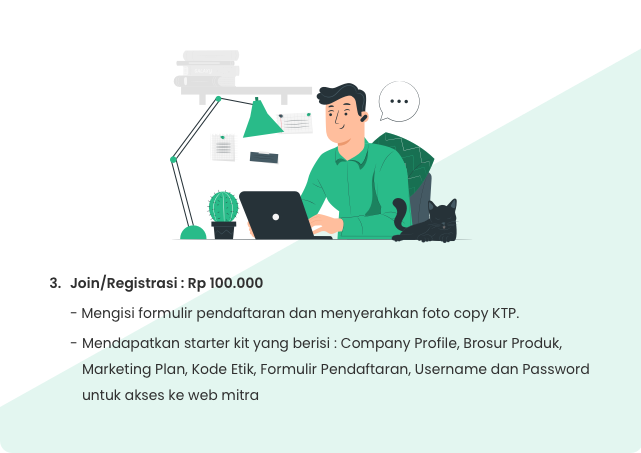 3. Join/Registrasi : Rp 100.000
- Mengisi formulir pendaftaran dan menyerahkan foto copy KTP.
- Mendapatkan starter kit yang berisi : Company Profile, Brosur Produk,
Marketing Plan, Kode Etik, Formulir Pendaftaran, Username dan Password
untuk akses ke web mitra